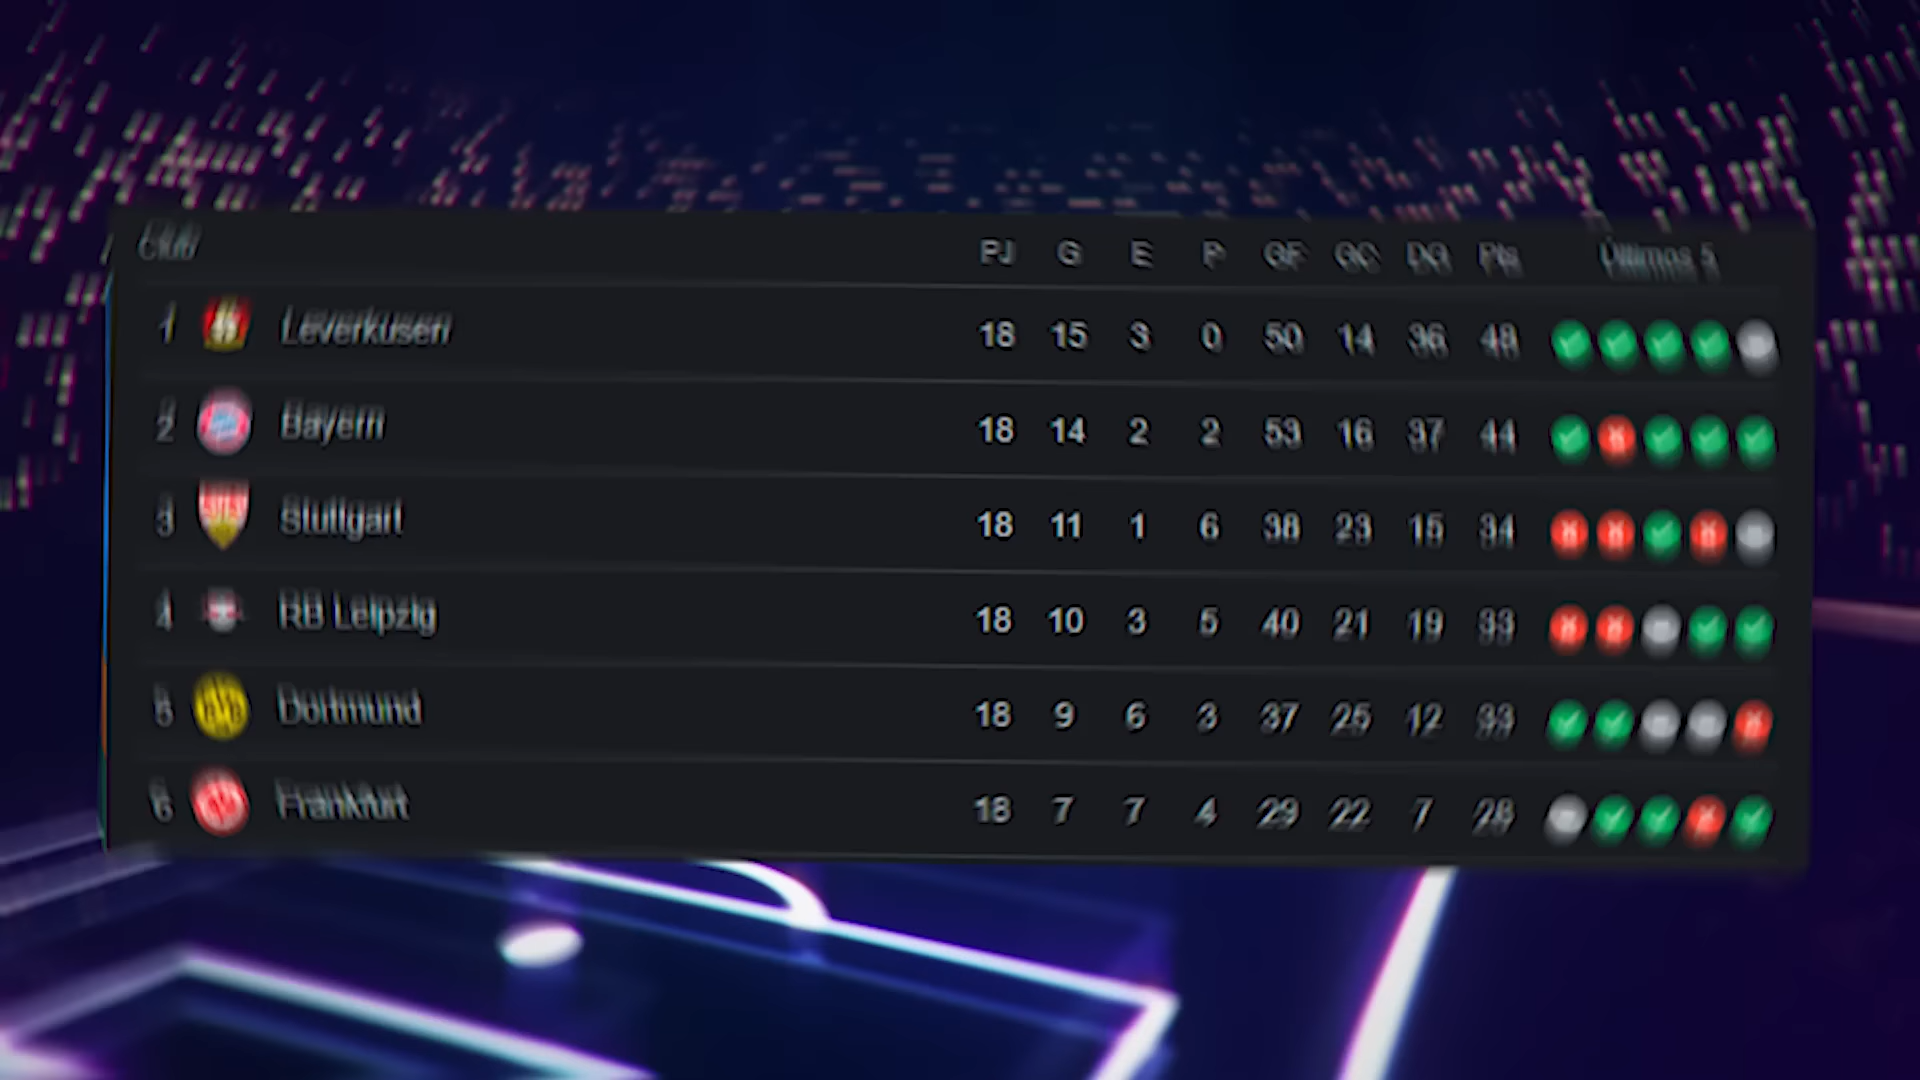 Club PJ G E P GF GC DG Pts Últimos 5
1 Leverkusen 18 15 3 0 50 14 36 48
2 Bayern 18 14 2 2 53 16 37 44
3 Stuttgart 18 11 1 6 38 23 15 34
4 RB Leipzig 18 10 3 5 40 21 19 33
5 Dortmund 18 9 6 3 37 25 12 33
6 Frankfurt 18 7 7 4 29 22 7 28